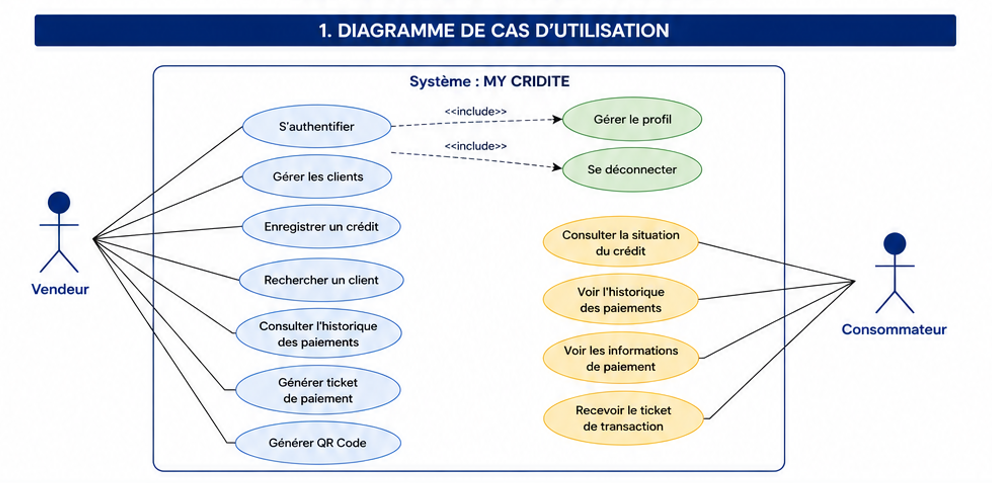 1. DIAGRAMME DE CAS D'UTILISATION
Système : MY CRIDITE
S'authentifier
<<include>>
Gérer le profil
<<include>>
Se déconnecter
Gérer les clients
Enregistrer un crédit
Rechercher un client
Consulter l'historique
des paiements
Générer ticket
de paiement
Générer QR Code
Vendeur
Consulter la situation
du crédit
Voir l'historique
des paiements
Voir les informations
de paiement
Recevoir le ticket
de transaction
Consommateur